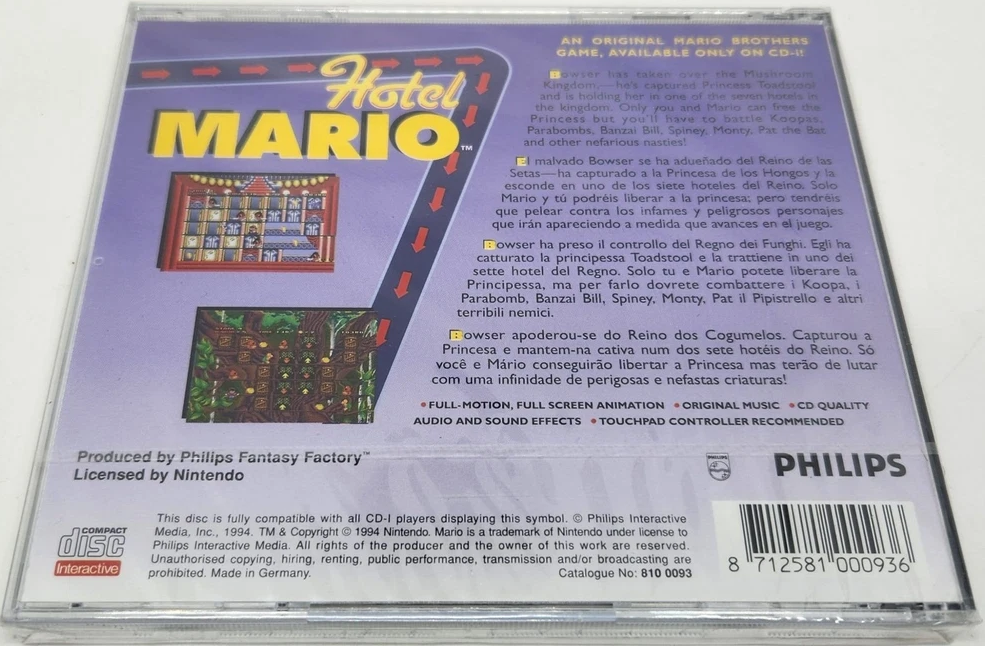 Hotel
MARIO™
AN ORIGINAL MARIO BROTHERS
GAME, AVAILABLE ONLY ON CD-i!
Bowser has taken over the Mushroom
Kingdom,—he's captured Princess Toadstool
and is holding her in one of the seven hotels in
the kingdom. Only you and Mario can free the
Princess but you'll have to battle Koopas,
Parabombs, Banzai Bill, Spiney, Monty, Pat the Bat
and other nefarious nasties!
El malvado Bowser se ha adueñado del Reino de las
Setas—ha capturado a la Princesa de los Hongos y la
esconde en uno de los siete hoteles del Reino. Solo
Mario y tú podréis liberar a la princesa; pero tendréis
que pelear contra los infames y peligrosos personajes
que irán apareciendo a medida que avances en el juego.
Bowser ha preso il controllo del Regno dei Funghi. Egli ha
catturato la principessa Toadstool e la trattiene in uno dei
sette hotel del Regno. Solo tu e Mario potete liberare la
Principessa, ma per farlo dovrete combattere i Koopa, i
Parabomb, Banzai Bill, Spiney, Monty, Pat il Pipistrello e altri
terribili nemici.
Bowser apoderou-se do Reino dos Cogumelos. Capturou a
Princesa e mantem-na cativa num dos sete hotéis do Reino. Só
você e Mário conseguirão libertar a Princesa mas terão de lutar
com uma infinidade de perigosas e nefastas criaturas!
•FULL-MOTION, FULL SCREEN ANIMATION •ORIGINAL MUSIC •CD QUALITY
AUDIO AND SOUND EFFECTS •TOUCHPAD CONTROLLER RECOMMENDED
Produced by Philips Fantasy Factory™
Licensed by Nintendo
PHILIPS
PHILIPS
COMPACT
disc
Interactive
This disc is fully compatible with all CD-I players displaying this symbol. © Philips Interactive
Media, Inc., 1994. TM & Copyright © 1994 Nintendo. Mario is a trademark of Nintendo under license to
Philips Interactive Media. All rights of the producer and the owner of this work are reserved.
Unauthorised copying, hiring, renting, public performance, transmission and/or broadcasting are
prohibited. Made in Germany. Catalogue No: 810 0093
8 712581 000936